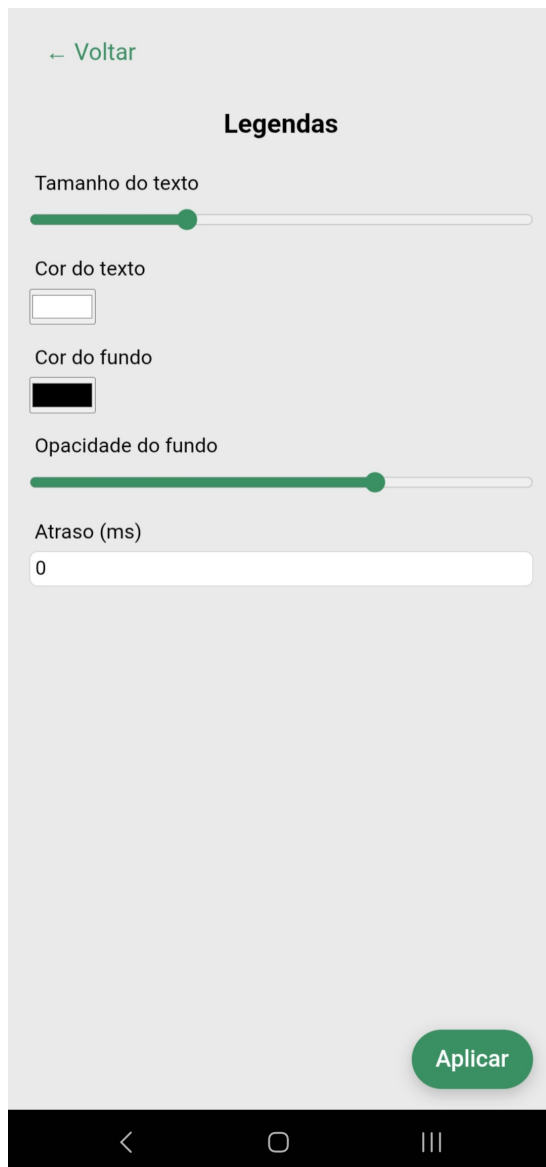 ← Voltar
Legendas
Tamanho do texto
Cor do texto
Cor do fundo
Opacidade do fundo
Atraso (ms)
0
Aplicar